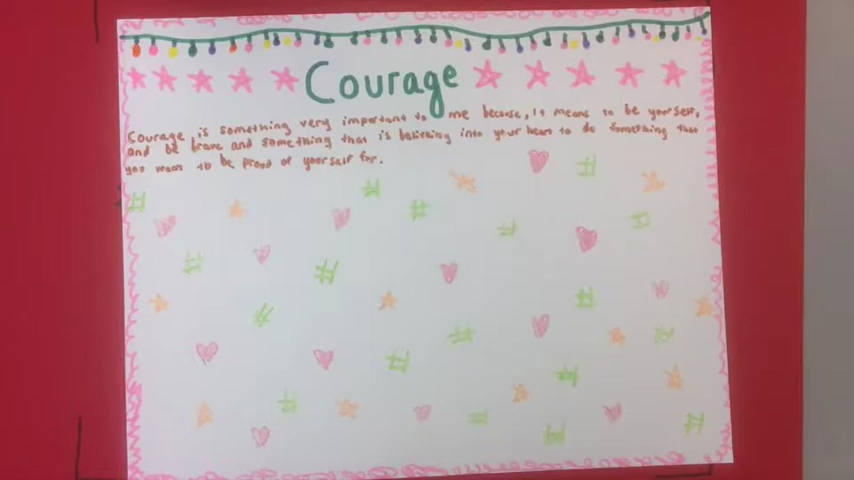 Courage
Courage, is something very important to me because, It means to be yourself,
and be brave and something that is believing into your heart to do something that
you want to be proud of yourself for.